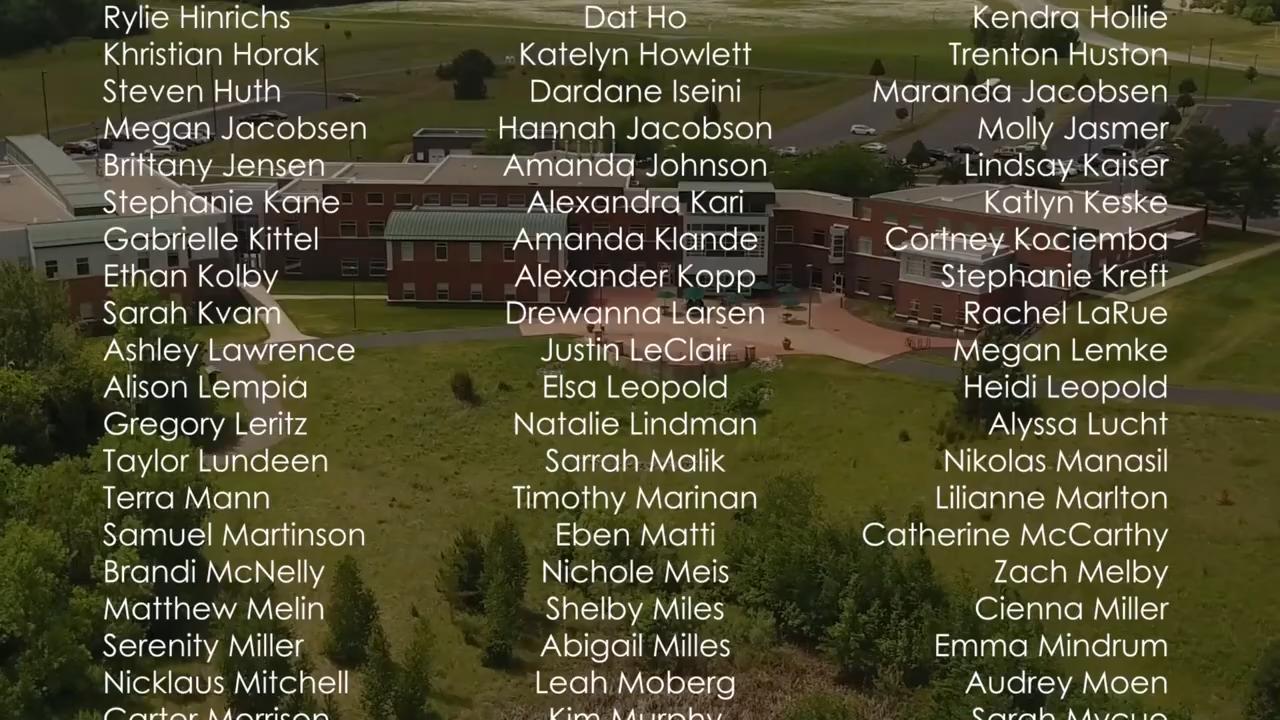 Rylie Hinrichs Dat Ho Kendra Hollie
Khristian Horak Katelyn Howlett Trenton Huston
Steven Huth Dardane Iseini Maranda Jacobsen
Megan Jacobsen Hannah Jacobson Molly Jasmer
Brittany Jensen Amanda Johnson Lindsay Kaiser
Stephanie Kane Alexandra Kari Katlyn Keske
Gabrielle Kittel Amanda Klande Cortney Kociemba
Ethan Kolby Alexander Kopp Stephanie Kreft
Sarah Kvam Drewanna Larsen Rachel LaRue
Ashley Lawrence Justin LeClair Megan Lemke
Alison Lempia Elsa Leopold Heidi Leopold
Gregory Leritz Natalie Lindman Alyssa Lucht
Taylor Lundeen Sarrah Malik Nikolas Manasil
Terra Mann Timothy Marinan Lilianne Marlton
Samuel Martinson Eben Matti Catherine McCarthy
Brandi McNelly Nichole Meis Zach Melby
Matthew Melin Shelby Miles Cienna Miller
Serenity Miller Abigail Milles Emma Mindrum
Nicklaus Mitchell Leah Moberg Audrey Moen
Carter Morrison Kim Murphy Sarah Mycue